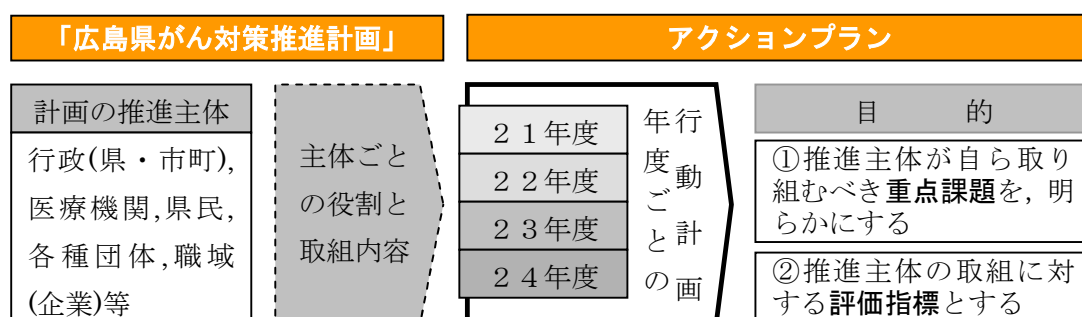 「広島県がん対策推進計画」
アクションプラン
計画の推進主体
行政(県・市町),
医療機関,県民,
各種団体,職域
(企業)等
主体ごと
の役割と
取組内容
２１年度
２２年度
２３年度
２４年度
年度ごとの
行動計画
目 的
①推進主体が自ら取り
組むべき重点課題を, 明
らかにする
②推進主体の取組に対
する評価指標とする